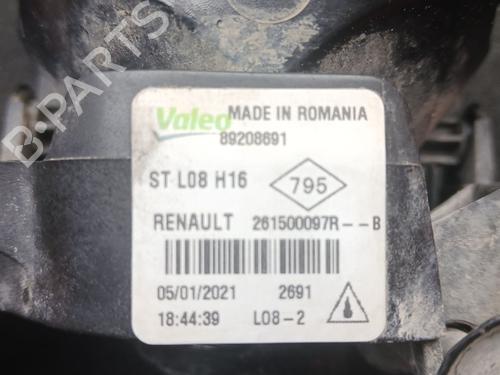 Valeo MADE IN ROMANIA
89208691
ST L08 H16 795
RENAULT 261500097R--B
05/01/2021 2691
18:44:39 L08-2
B-PARTS